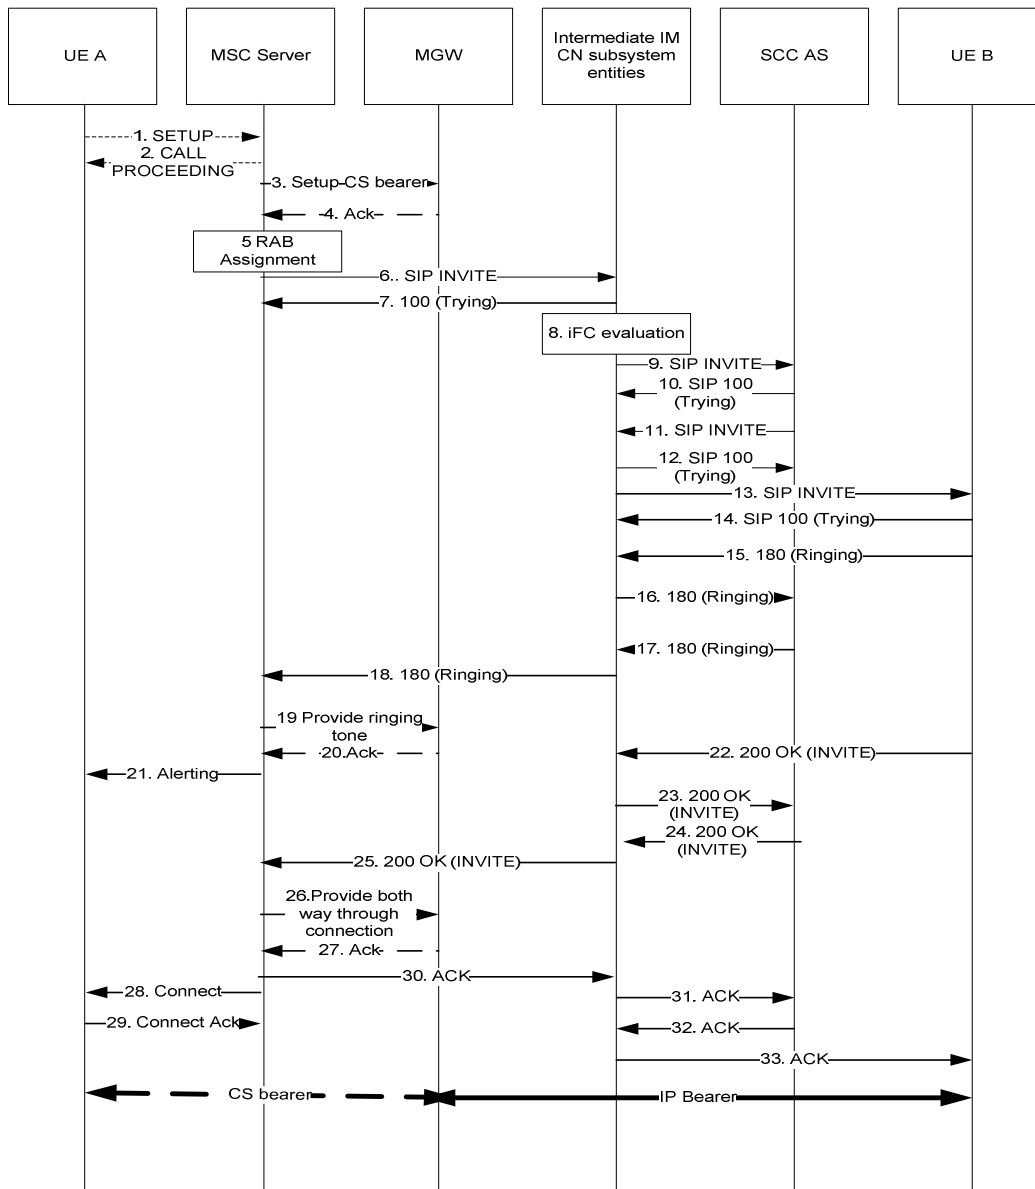 UE A
MSC Server
MGW
Intermediate IM
CN subsystem
entities
SCC AS
UE B
1. SETUP
2. CALL
PROCEEDING
3. Setup CS bearer
4. Ack
5 RAB
Assignment
6.. SIP INVITE
7. 100 (Trying)
8. iFC evaluation
9. SIP INVITE
10. SIP 100
(Trying)
11. SIP INVITE
12. SIP 100
(Trying)
13. SIP INVITE
14. SIP 100 (Trying)
15. 180 (Ringing)
16. 180 (Ringing)
17. 180 (Ringing)
18. 180 (Ringing)
19 Provide ringing
tone
20.Ack
22. 200 OK (INVITE)
21. Alerting
23. 200 OK
(INVITE)
24. 200 OK
(INVITE)
25. 200 OK (INVITE)
26.Provide both
way through
connection
27. Ack
30. ACK
28. Connect
31. ACK
29. Connect Ack
32. ACK
33. ACK
CS bearer
IP Bearer